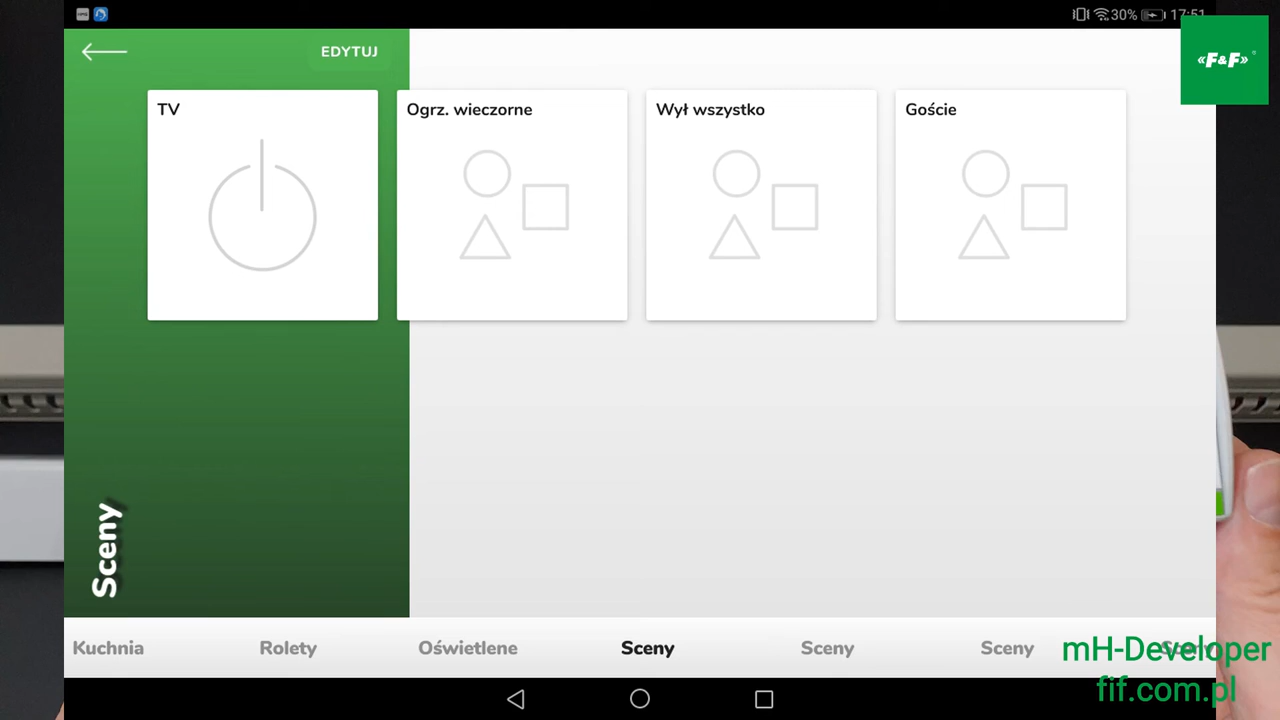 30% 17:51
«F&F»
EDYTUJ
TV
Ogrz. wieczorne
Wył wszystko
Goście
Sceny
Kuchnia
Rolety
Oświetlene
Sceny
Sceny
Sceny
Sceny
mH-Developer
fif.com.pl